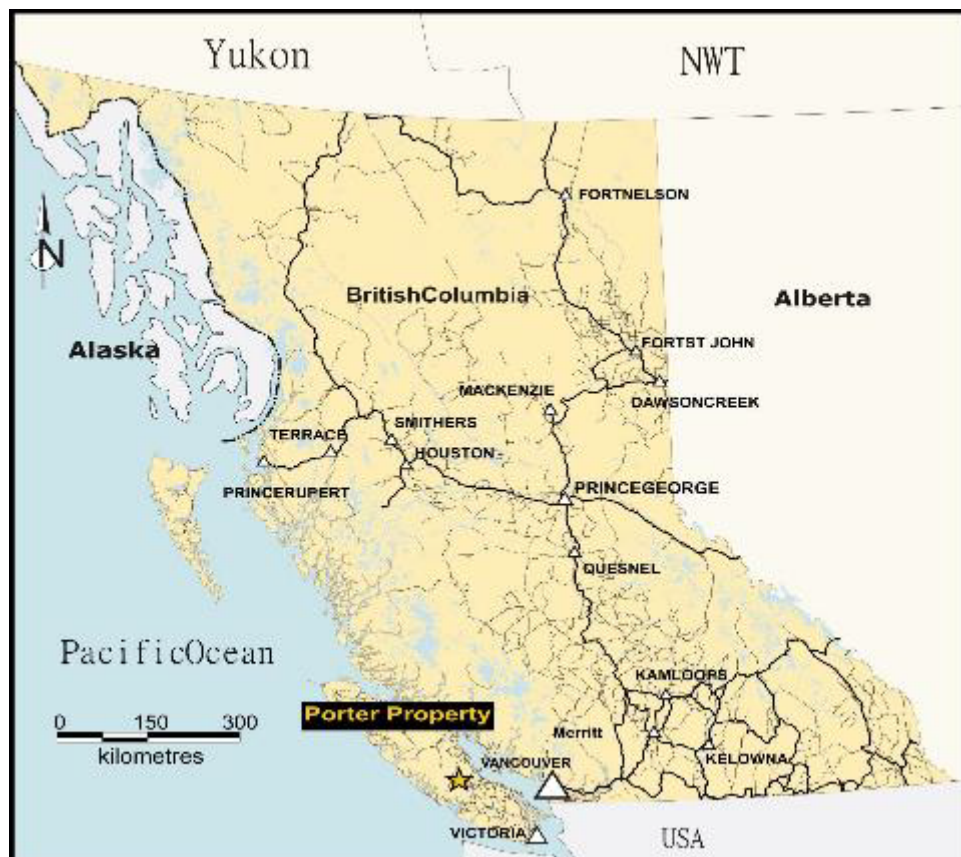 Yukon
NWT
FORTNELSON
N
BritishColumbia
Alberta
Alaska
FORTST JOHN
MACKENZIE
DAWSONCREEK
SMITHERS
TERRACE
HOUSTON
PRINCERUPERT
PRINCEGEORGE
QUESNEL
PacificOcean
KAMLOORS
Porter Property
0 150 300
kilometres
Merritt
VANCOUVER
KELOWNA
VICTORIA
USA